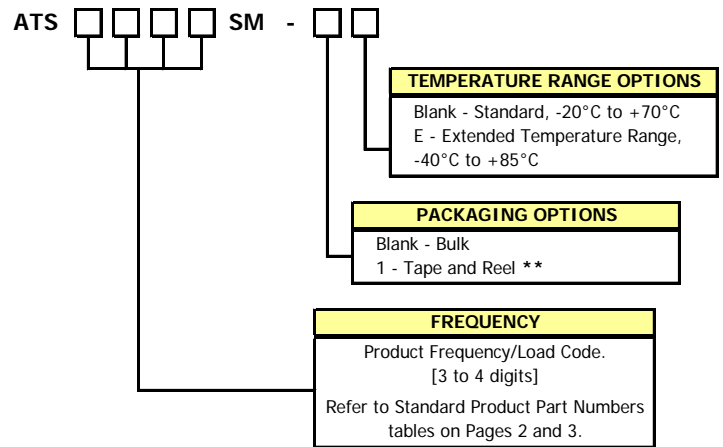 ATS SM -
TEMPERATURE RANGE OPTIONS
Blank - Standard, -20°C to +70°C
E - Extended Temperature Range,
-40°C to +85°C
PACKAGING OPTIONS
Blank - Bulk
1 - Tape and Reel **
FREQUENCY
Product Frequency/Load Code.
[3 to 4 digits]
Refer to Standard Product Part Numbers
tables on Pages 2 and 3.